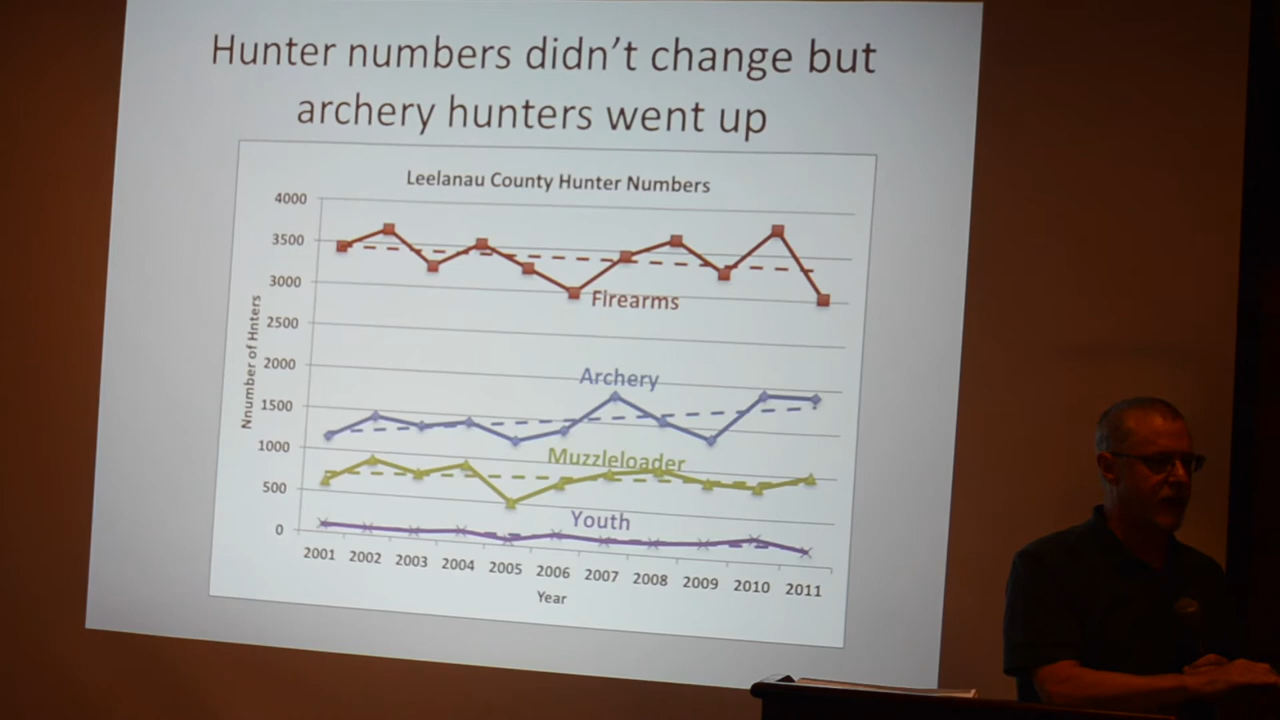 Hunter numbers didn't change but
archery hunters went up
Leelanau County Hunter Numbers
4000
3500
3000
2500
2000
1500
1000
500
0
Nnumber of Hnters
Firearms
Archery
Muzzleloader
Youth
2001 2002 2003 2004 2005 2006 2007 2008 2009 2010 2011
Year